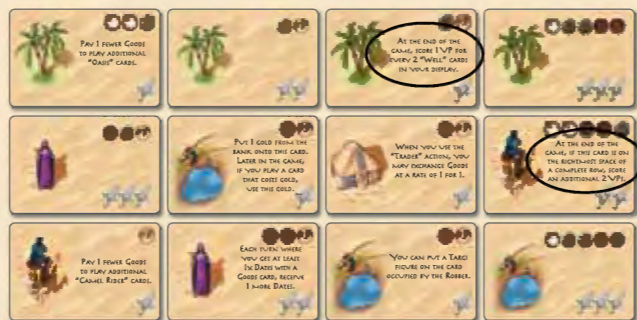 PAY 1 FEWER GOODS
TO PLAY ADDITIONAL
"OASIS" CARDS.
AT THE END OF THE
GAME, SCORE 1 VP FOR
EVERY 2 "WELL" CARDS
IN YOUR DISPLAY.
PUT 1 GOLD FROM THE
BANK ONTO THIS CARD.
LATER IN THE GAME,
IF YOU PLAY A CARD
THAT COSTS GOLD,
USE THIS GOLD.
WHEN YOU USE THE
"TRADER" ACTION, YOU
MAY EXCHANGE GOODS
AT A RATE OF 1 FOR 1.
AT THE END OF THE
GAME, IF THIS CARD IS ON
THE RIGHTMOST SPACE OF
A COMPLETE ROW, SCORE
AN ADDITIONAL 2 VPS.
PAY 1 FEWER GOODS
TO PLAY ADDITIONAL
"CAMEL RIDER" CARDS.
EACH TURN WHERE
YOU GET AT LEAST
1X DATES WITH A
GOODS CARD, RECEIVE
1 MORE DATES.
YOU CAN PUT A TARGI
FIGURE ON THE CARD
OCCUPIED BY THE ROBBER.